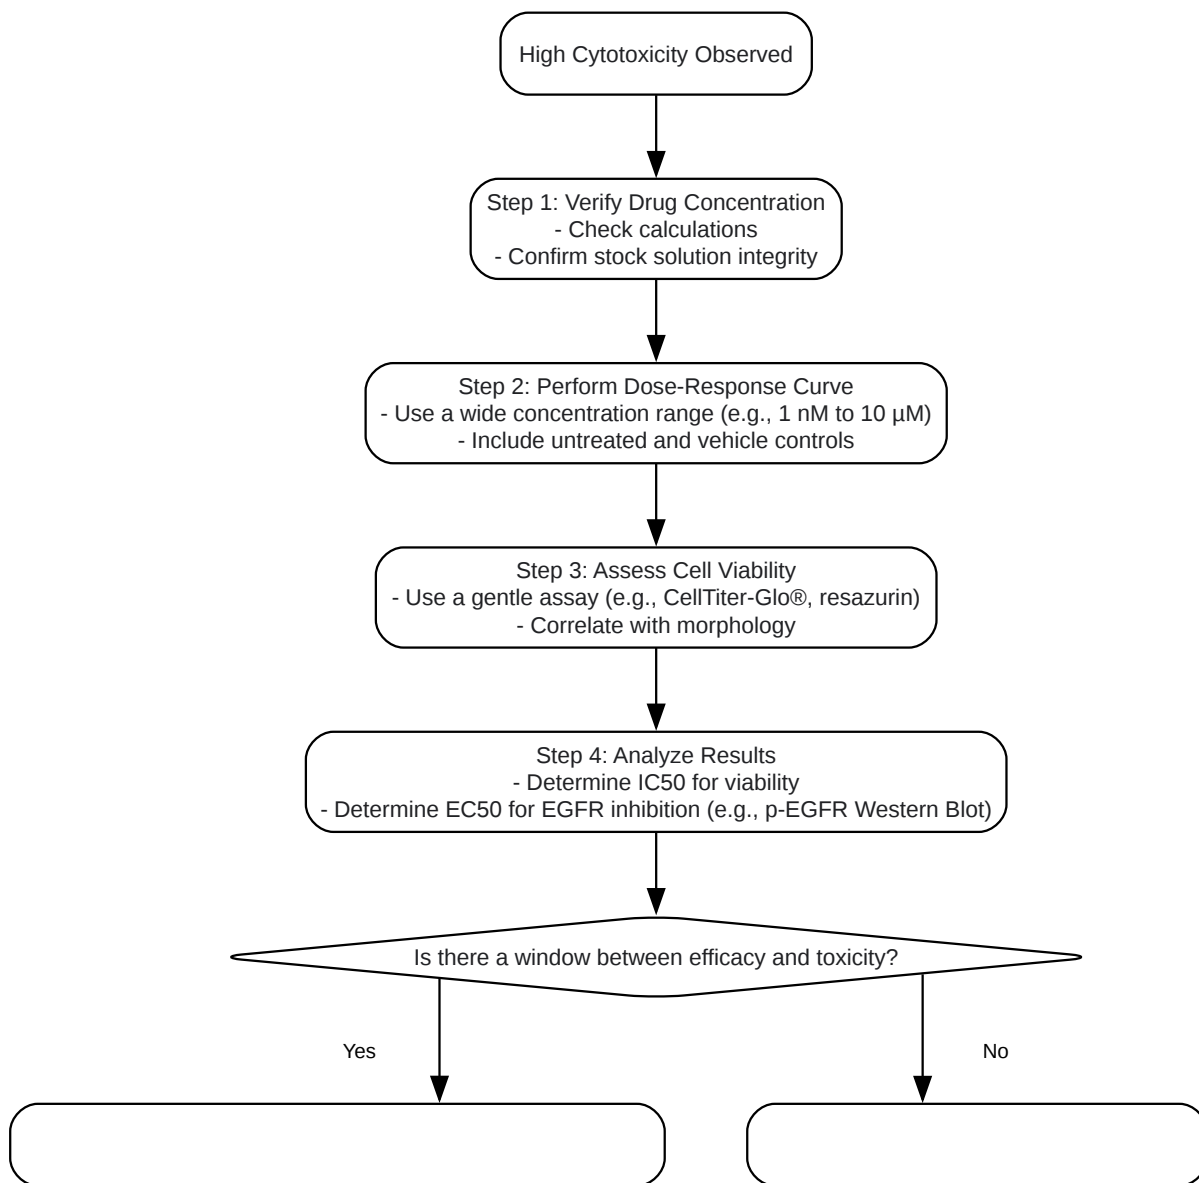 High Cytotoxicity Observed
Step 1: Verify Drug Concentration
- Check calculations
- Confirm stock solution integrity
Step 2: Perform Dose-Response Curve
- Use a wide concentration range (e.g., 1 nM to 10 µM)
- Include untreated and vehicle controls
Step 3: Assess Cell Viability
- Use a gentle assay (e.g., CellTiter-Glo®, resazurin)
- Correlate with morphology
Step 4: Analyze Results
- Determine IC50 for viability
- Determine EC50 for EGFR inhibition (e.g., p-EGFR Western Blot)
Is there a window between efficacy and toxicity?
Yes
No